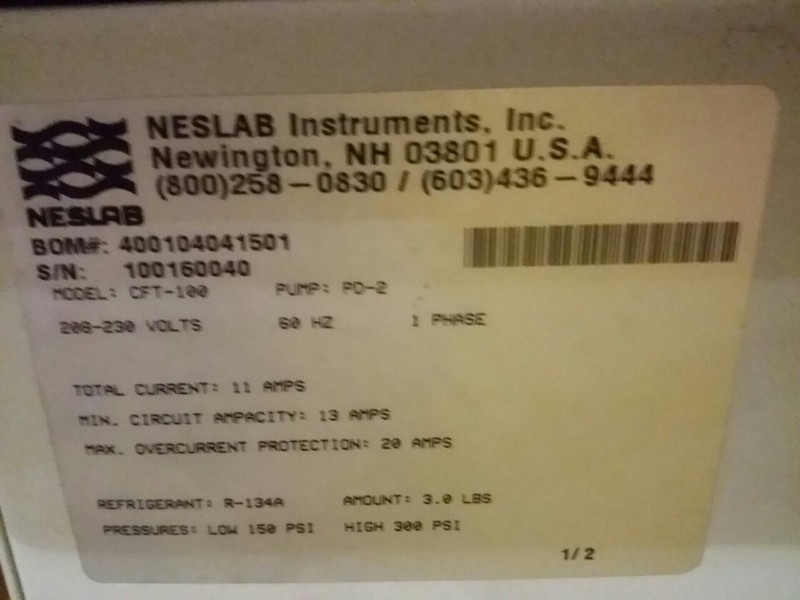 NESLAB Instruments, Inc.
Newington, NH 03801 U.S.A.
(800)258-0830 / (603)436-9444
NESLAB
BOM#: 400104041501
S/N: 100160040
MODEL: CFT-100 PUMP: PD-2
208-230 VOLTS 60 HZ 1 PHASE
TOTAL CURRENT: 11 AMPS
MIN. CIRCUIT AMPACITY: 13 AMPS
MAX. OVERCURRENT PROTECTION: 20 AMPS
REFRIGERANT: R-134A AMOUNT: 3.0 LBS
PRESSURES: LOW 150 PSI HIGH 300 PSI
1/2